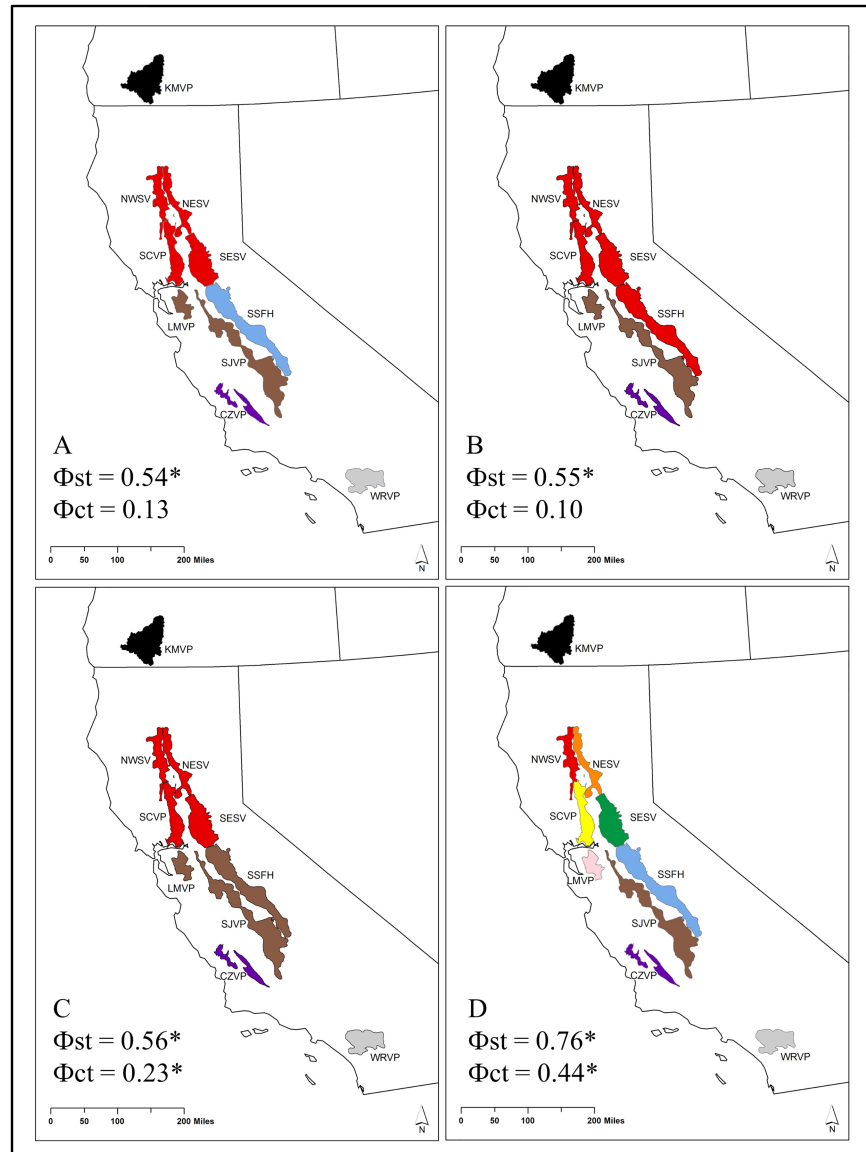 KMVP
NWSV
NESV
SCVP
SESV
SSFH
LMVP
SJVP
CZVP
A
Φst = 0.54*
Φct = 0.13
WRVP
0 50 100 200 Miles
N
KMVP
NWSV
NESV
SCVP
SESV
SSFH
LMVP
SJVP
CZVP
B
Φst = 0.55*
Φct = 0.10
WRVP
0 50 100 200 Miles
N
KMVP
NWSV
NESV
SCVP
SESV
SSFH
LMVP
SJVP
CZVP
C
Φst = 0.56*
Φct = 0.23*
WRVP
0 50 100 200 Miles
N
KMVP
NWSV
NESV
SCVP
SESV
SSFH
LMVP
SJVP
CZVP
D
Φst = 0.76*
Φct = 0.44*
WRVP
0 50 100 200 Miles
N